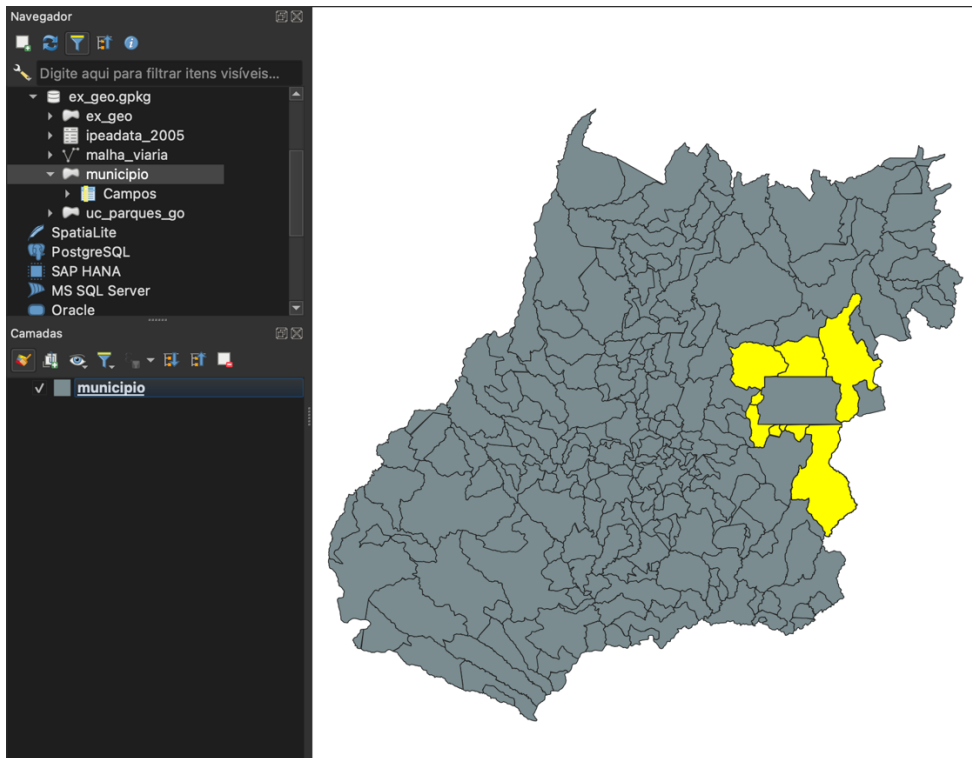 Navegador
Digite aqui para filtrar itens visíveis...
ex_geo.gpkg
ex_geo
ipeadata_2005
malha_viaria
municipio
Campos
uc_parques_go
SpatiaLite
PostgreSQL
SAP HANA
MS SQL Server
Oracle
Camadas
municipio